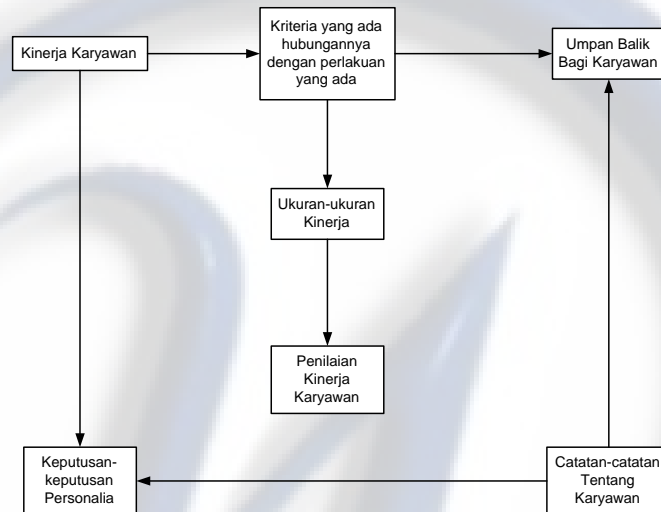 Kinerja Karyawan
Kriteria yang ada
hubungannya
dengan perlakuan
yang ada
Umpan Balik
Bagi Karyawan
Ukuran-ukuran
Kinerja
Penilaian
Kinerja
Karyawan
Keputusan-
keputusan
Personalia
Catatan-catatan
Tentang
Karyawan